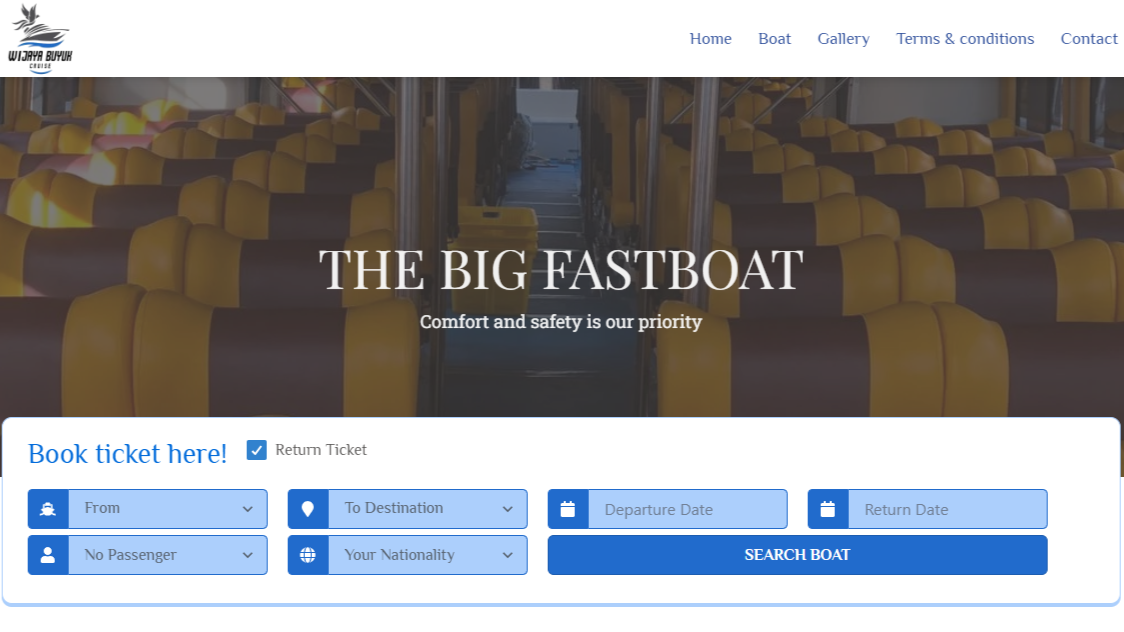 WIJAYA BUYUK
CRUISE
Home Boat Gallery Terms & conditions Contact
THE BIG FASTBOAT
Comfort and safety is our priority
Book ticket here! Return Ticket
From To Destination Departure Date Return Date
No Passenger Your Nationality SEARCH BOAT